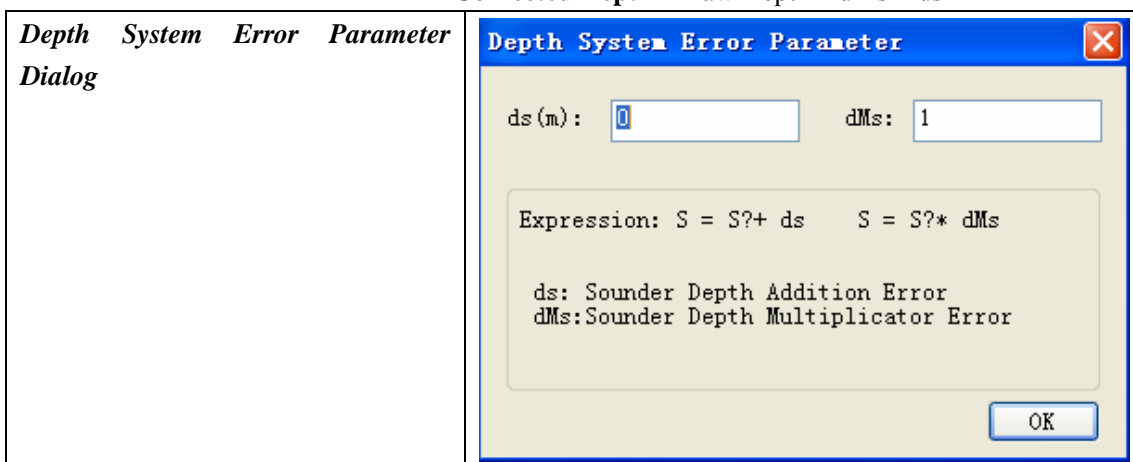 Depth System Error Parameter
Dialog
Depth System Error Parameter
ds(m): 0 dMs: 1
Expression: S = S?+ ds S = S?* dMs
ds: Sounder Depth Addition Error
dMs:Sounder Depth Multiplicator Error
OK